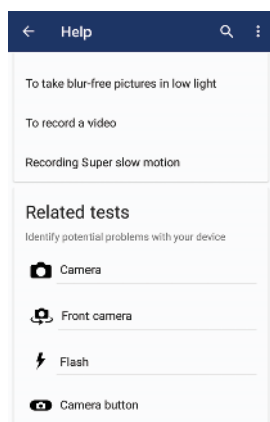 Help
To take blur-free pictures in low light
To record a video
Recording Super slow motion
Related tests
Identify potential problems with your device
Camera
Front camera
Flash
Camera button